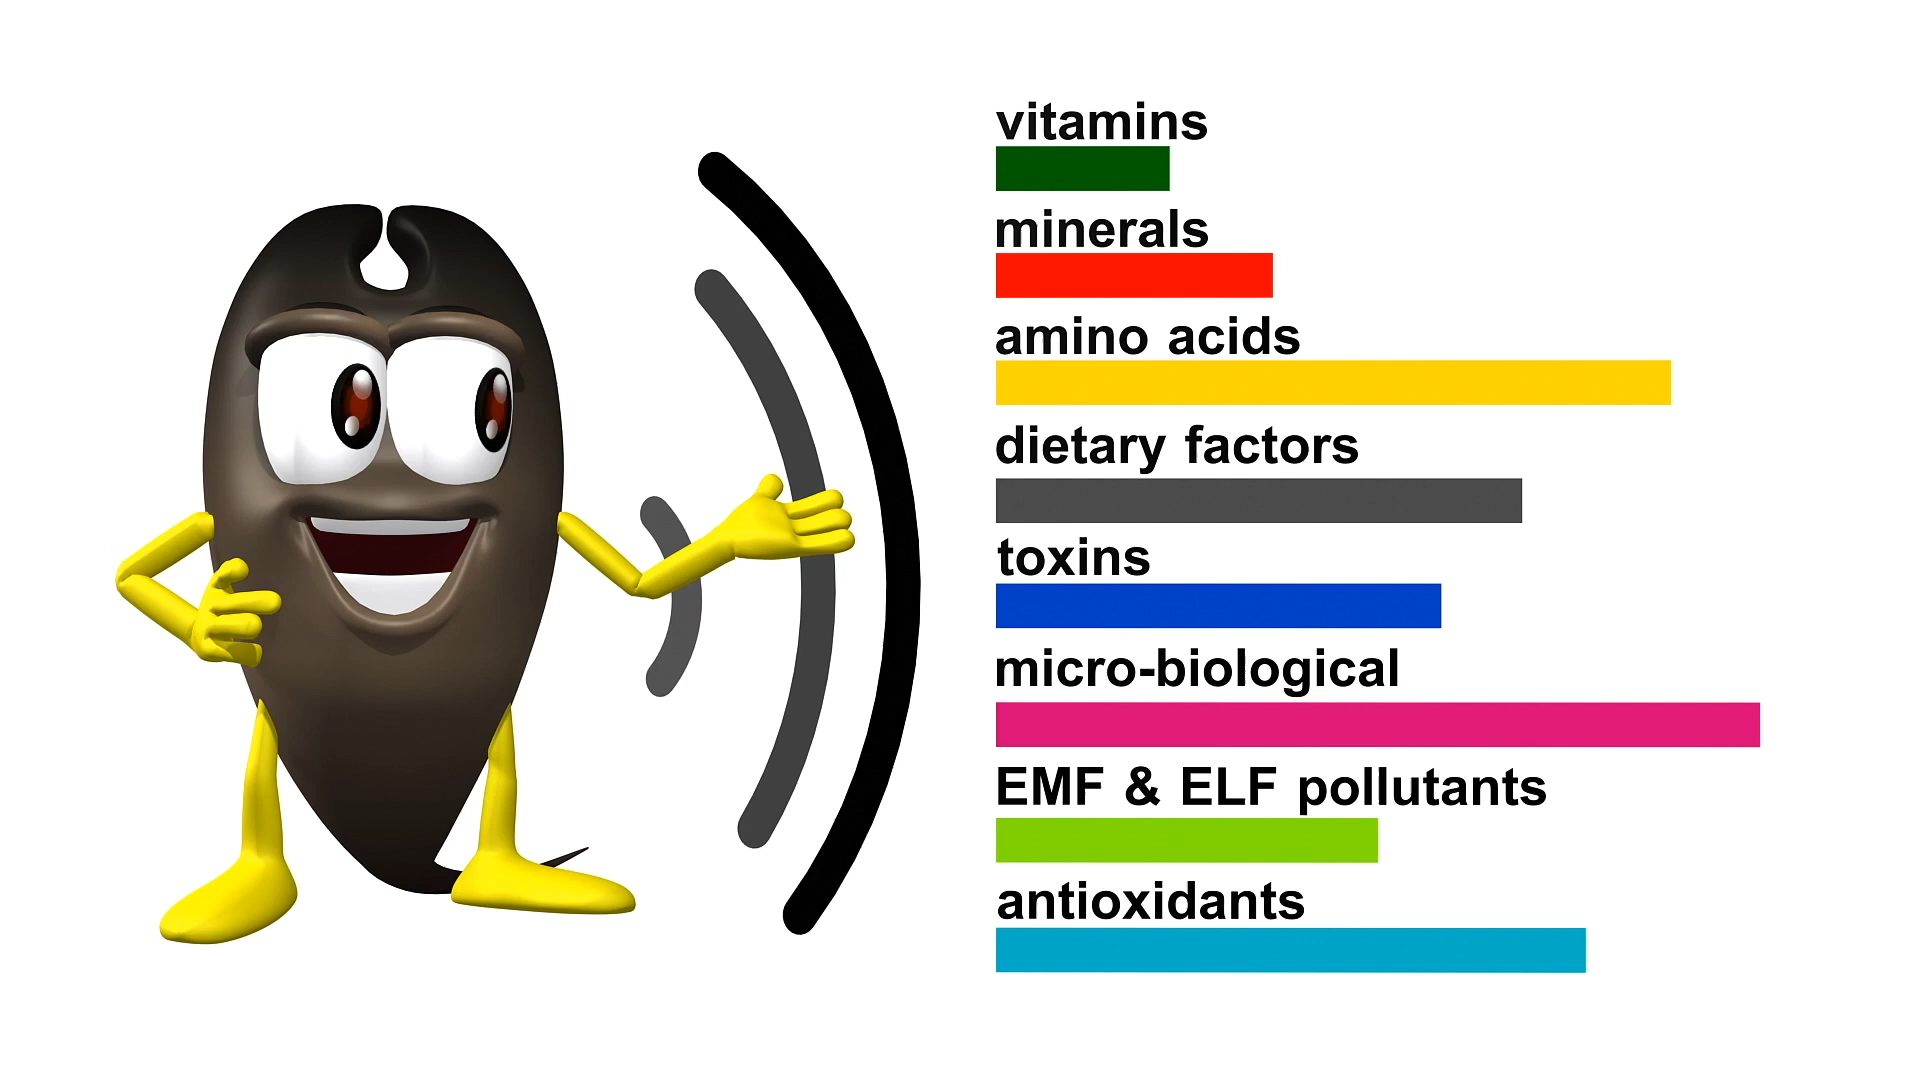 vitamins
minerals
amino acids
dietary factors
toxins
micro-biological
EMF & ELF pollutants
antioxidants